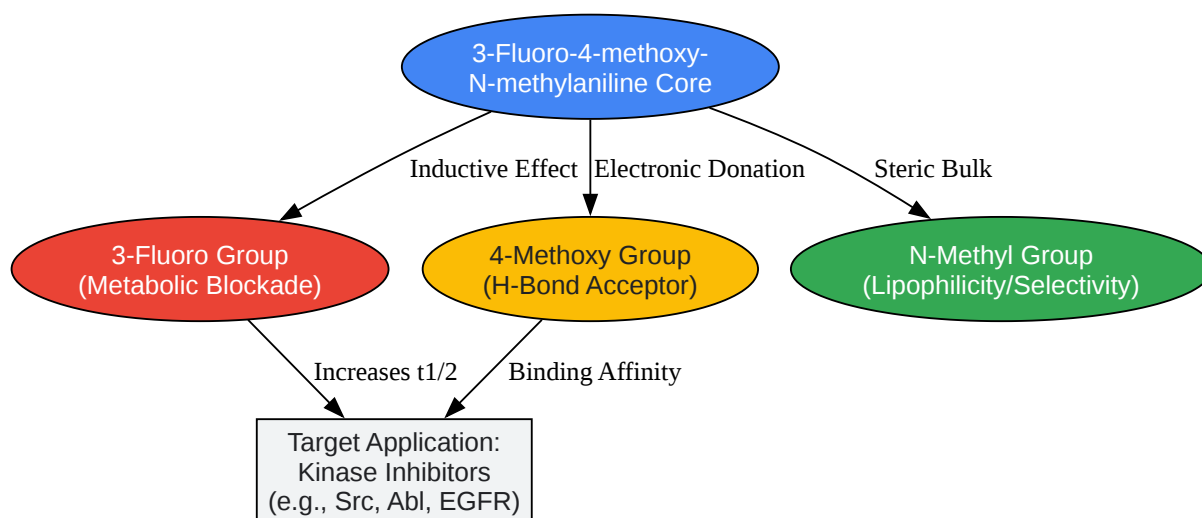 3-Fluoro-4-methoxy-
N-methylaniline Core
Inductive Effect
Electronic Donation
Steric Bulk
3-Fluoro Group
(Metabolic Blockade)
4-Methoxy Group
(H-Bond Acceptor)
N-Methyl Group
(Lipophilicity/Selectivity)
Increases t1/2
Binding Affinity
Target Application:
Kinase Inhibitors
(e.g., Src, Abl, EGFR)